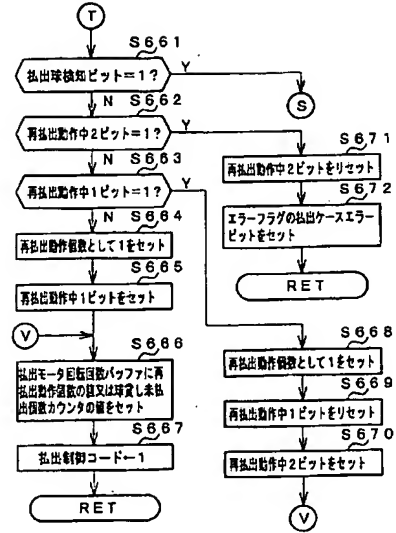 T
S661
払出球検知ビット=1?
Y
S
N
S662
再払出動作中2ビット=1?
Y
N
S663
再払出動作中1ビット=1?
Y
N
S664
再払出動作個数として1をセット
S665
再払出動作中1ビットをセット
V
S666
払出モータ回転回数バッファに再
払出動作個数の値又は球貸し未払
出個数カウンタの値をセット
S667
払出制御コード←1
RET
S671
再払出動作中2ビットをリセット
S672
エラーフラグの払出ケースエラー
ビットをセット
RET
S668
再払出動作個数として1をセット
S669
再払出動作中1ビットをリセット
S670
再払出動作中2ビットをセット
V